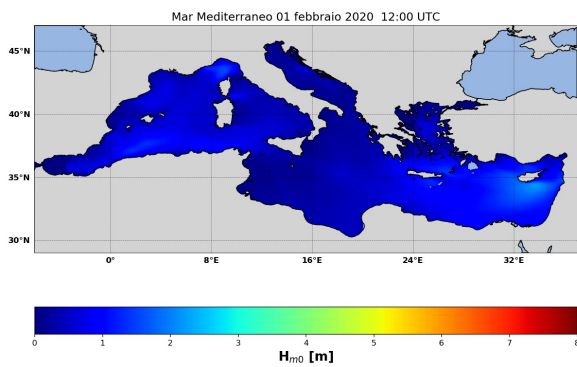 Mar Mediterraneo 01 febbraio 2020 12:00 UTC
45°N
40°N
35°N
30°N
0° 8°E 16°E 24°E 32°E
0 1 2 3 4 5 6 7 8
Hm0 [m]